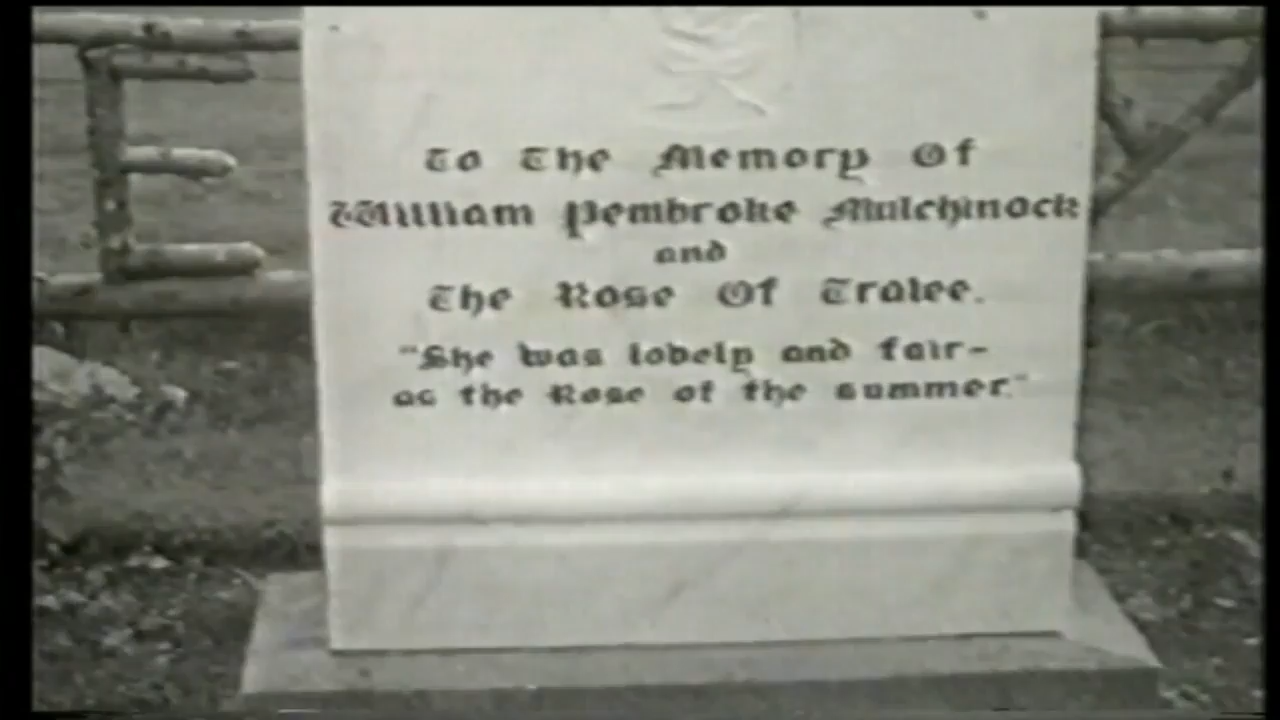 To The Memory Of
William Pembroke Mulchinock
and
The Rose Of Tralee.
"She was lovely and fair-
as the Rose of the summer."